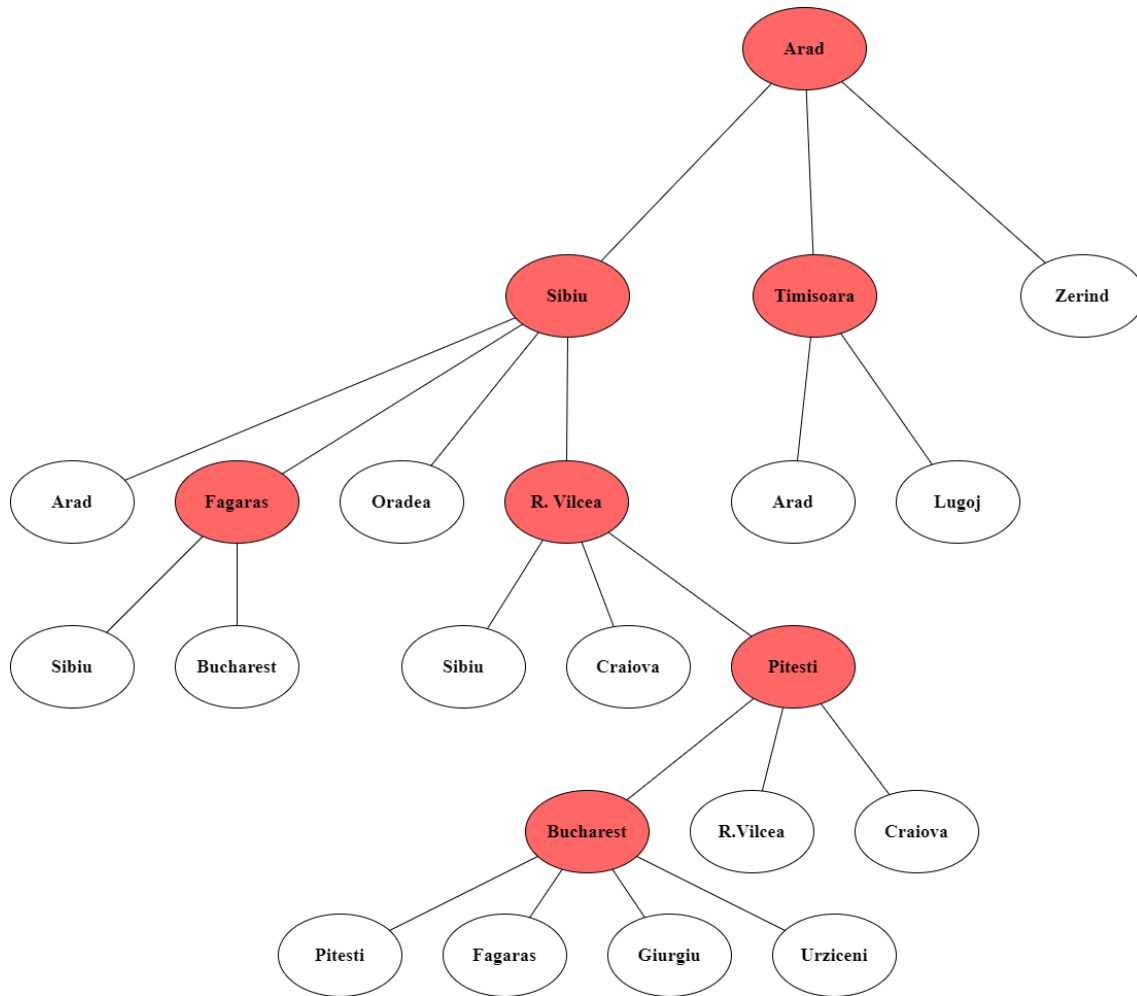 Arad
Sibiu
Timisoara
Zerind
Arad
Fagaras
Oradea
R. Vilcea
Arad
Lugoj
Sibiu
Bucharest
Sibiu
Craiova
Pitesti
Bucharest
R.Vilcea
Craiova
Pitesti
Fagaras
Giurgiu
Urziceni